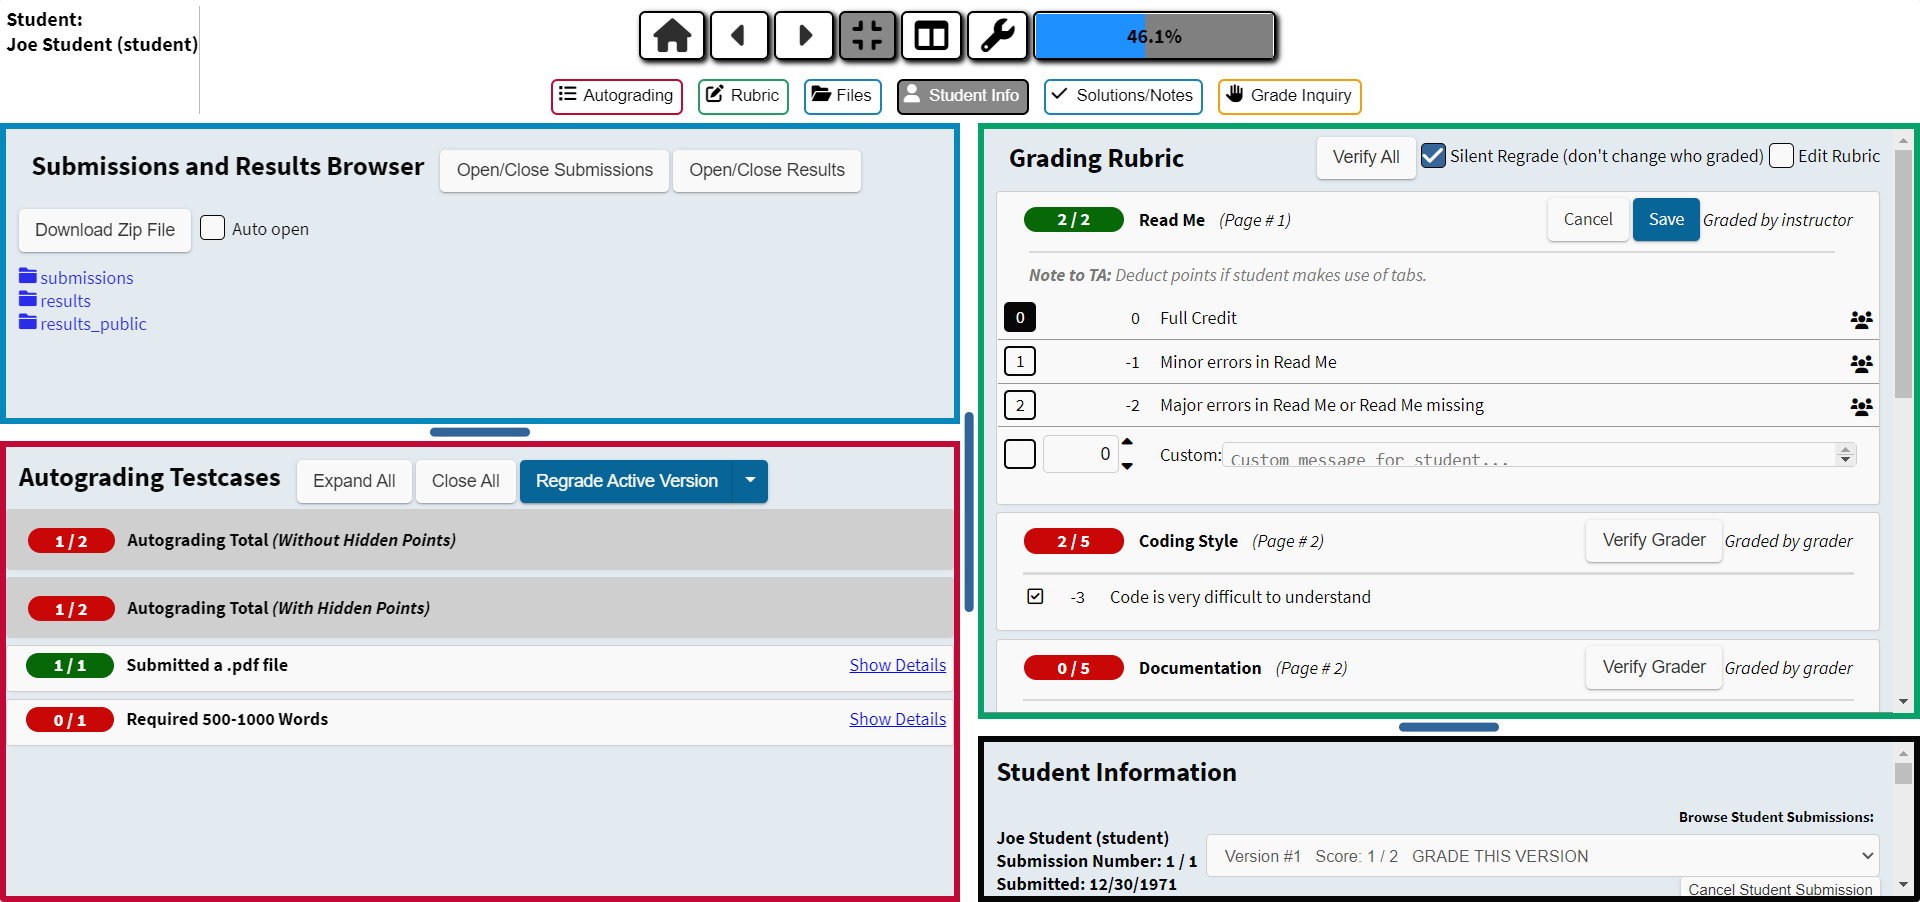 Student:
Joe Student (student)
46.1%
Autograding Rubric Files Student Info Solutions/Notes Grade Inquiry
Submissions and Results Browser Open/Close Submissions Open/Close Results
Download Zip File Auto open
submissions
results
results_public
Autograding Testcases Expand All Close All Regrade Active Version
1 / 2 Autograding Total (Without Hidden Points)
1 / 2 Autograding Total (With Hidden Points)
1 / 1 Submitted a .pdf file Show Details
0 / 1 Required 500-1000 Words Show Details
Grading Rubric Verify All Silent Regrade (don't change who graded) Edit Rubric
2 / 2 Read Me (Page # 1) Cancel Save Graded by instructor
Note to TA: Deduct points if student makes use of tabs.
0 0 Full Credit
1 -1 Minor errors in Read Me
2 -2 Major errors in Read Me or Read Me missing
0 Custom: Custom message for student...
2 / 5 Coding Style (Page # 2) Verify Grader Graded by grader
-3 Code is very difficult to understand
0 / 5 Documentation (Page # 2) Verify Grader Graded by grader
Student Information
Browse Student Submissions:
Joe Student (student)
Submission Number: 1 / 1
Submitted: 12/30/1971
Version #1 Score: 1 / 2 GRADE THIS VERSION
Cancel Student Submission